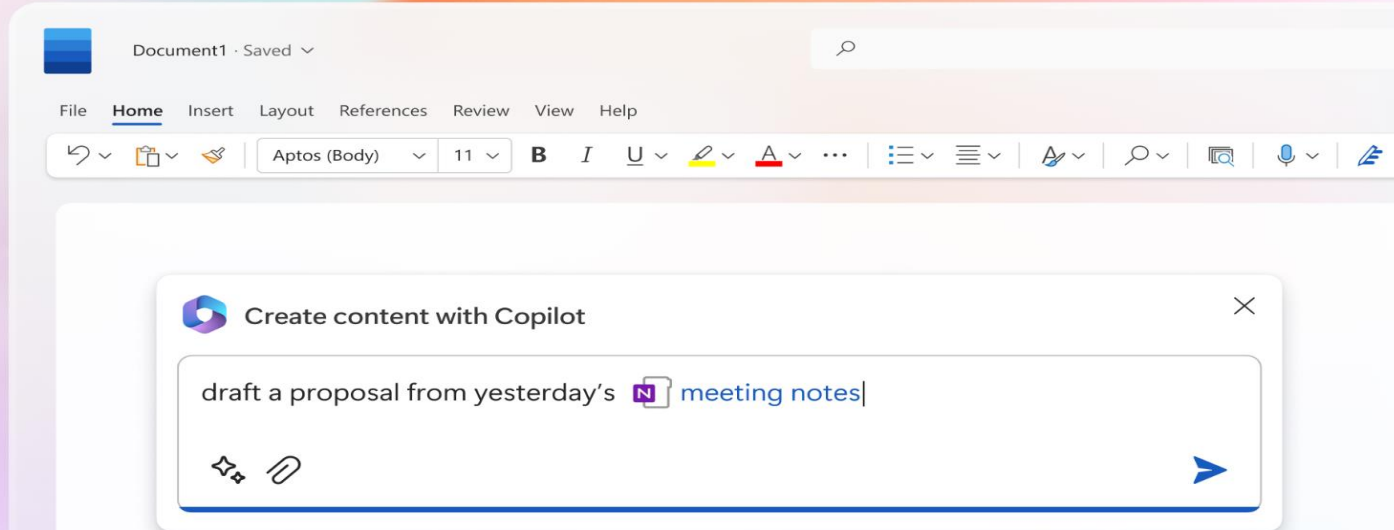 Document1 · Saved
File Home Insert Layout References Review View Help
Aptos (Body) 11 B I U A
Create content with Copilot
draft a proposal from yesterday's N meeting notes